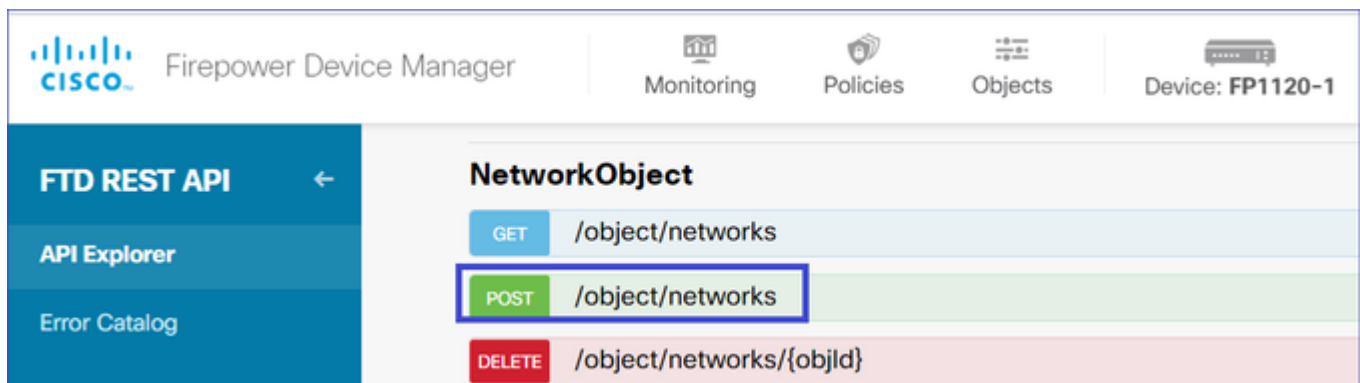 CISCO
Firepower Device Manager
Monitoring
Policies
Objects
Device: FP1120-1
FTD REST API
API Explorer
Error Catalog
NetworkObject
GET /object/networks
POST /object/networks
DELETE /object/networks/{objId}